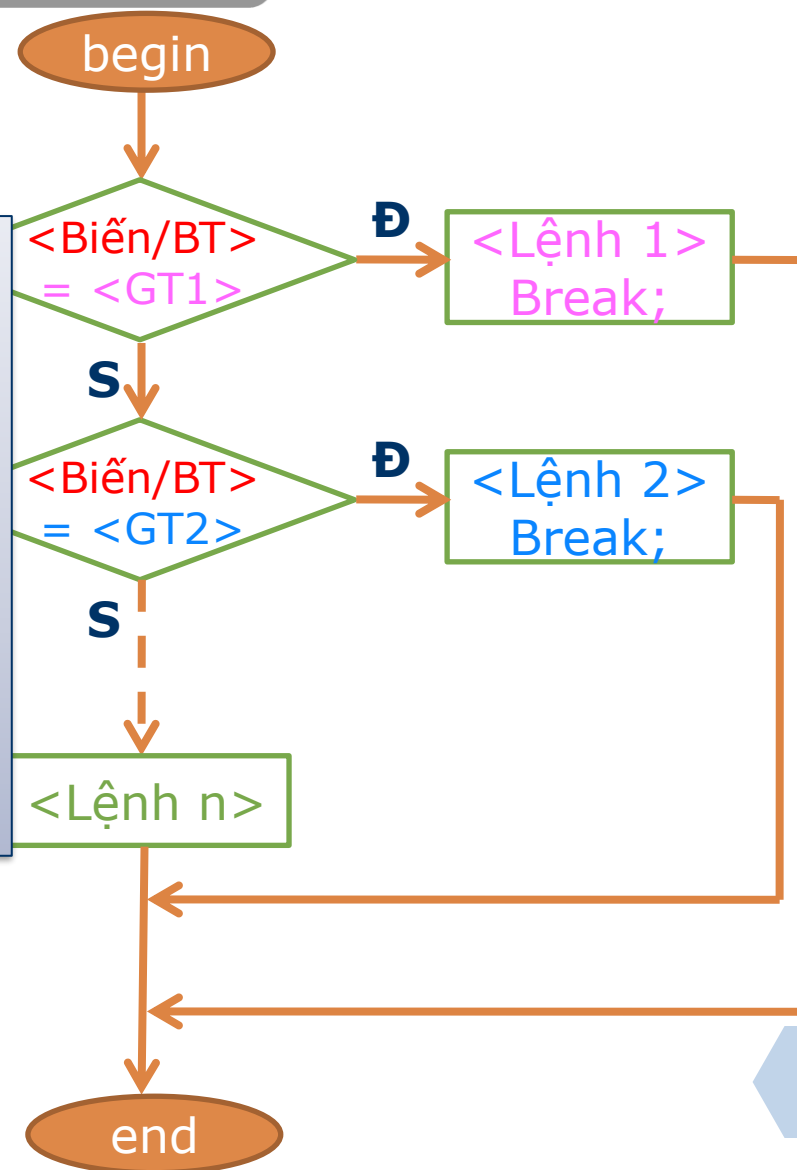 begin
<Biến/BT>
= <GT1>
Đ
<Lệnh 1>
Break;
S
<Biến/BT>
= <GT2>
Đ
<Lệnh 2>
Break;
S
<Lệnh n>
end